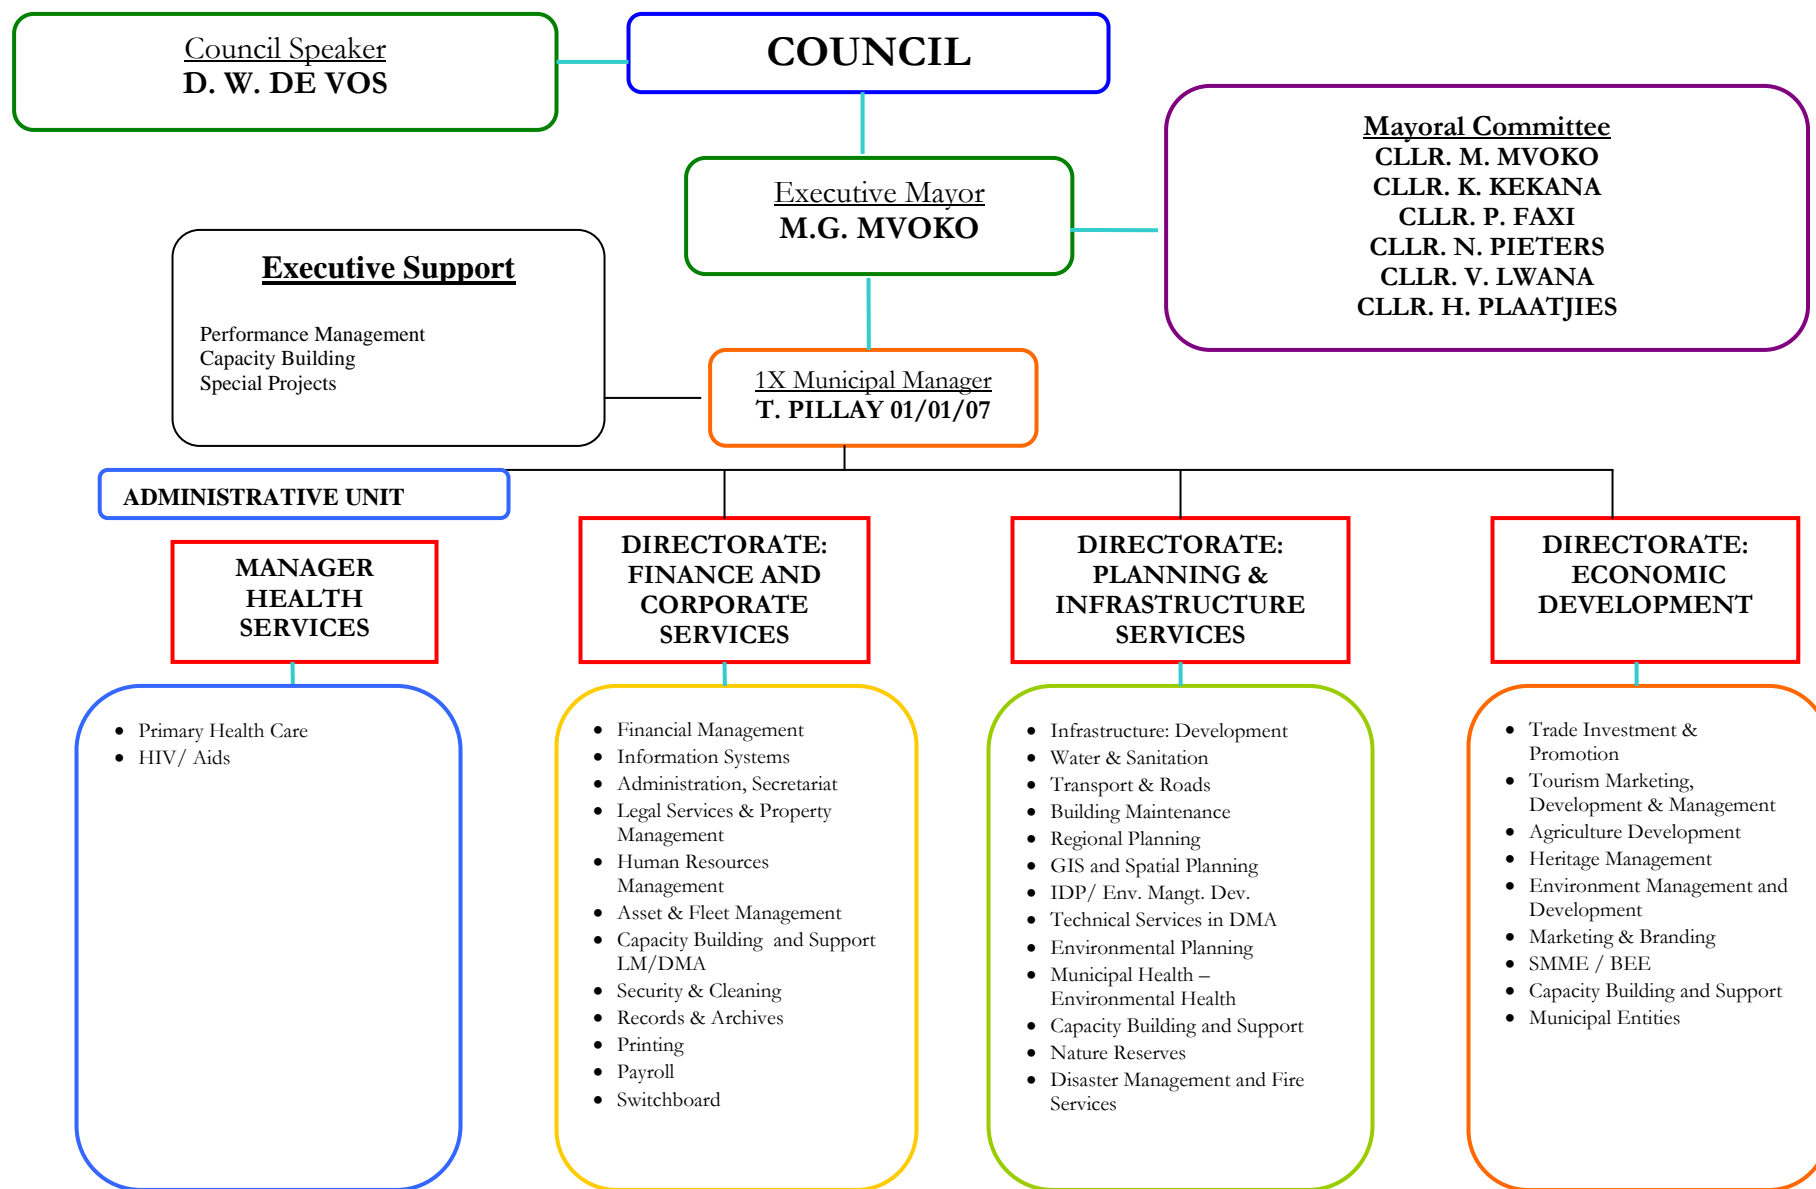 Council Speaker
D. W. DE VOS
COUNCIL
Mayoral Committee
CLLR. M. MVOKO
CLLR. K. KEKANA
CLLR. P. FAXI
CLLR. N. PIETERS
CLLR. V. LWANA
CLLR. H. PLAATJIES
Executive Mayor
M.G. MVOKO
Executive Support
Performance Management
Capacity Building
Special Projects
1X Municipal Manager
T. PILLAY 01/01/07
ADMINISTRATIVE UNIT
MANAGER
HEALTH
SERVICES
• Primary Health Care
• HIV/ Aids
DIRECTORATE:
FINANCE AND
CORPORATE
SERVICES
• Financial Management
• Information Systems
• Administration, Secretariat
• Legal Services & Property
Management
• Human Resources
Management
• Asset & Fleet Management
• Capacity Building  and Support
LM/DMA
• Security & Cleaning
• Records & Archives
• Printing
• Payroll
• Switchboard
DIRECTORATE:
PLANNING &
INFRASTRUCTURE
SERVICES
• Infrastructure: Development
• Water & Sanitation
• Transport & Roads
• Building Maintenance
• Regional Planning
• GIS and Spatial Planning
• IDP/ Env. Mangt. Dev.
• Technical Services in DMA
• Environmental Planning
• Municipal Health –
Environmental Health
• Capacity Building and Support
• Nature Reserves
• Disaster Management and Fire
Services
DIRECTORATE:
ECONOMIC
DEVELOPMENT
• Trade Investment &
Promotion
• Tourism Marketing,
Development & Management
• Agriculture Development
• Heritage Management
• Environment Management and
Development
• Marketing & Branding
• SMME / BEE
• Capacity Building and Support
• Municipal Entities